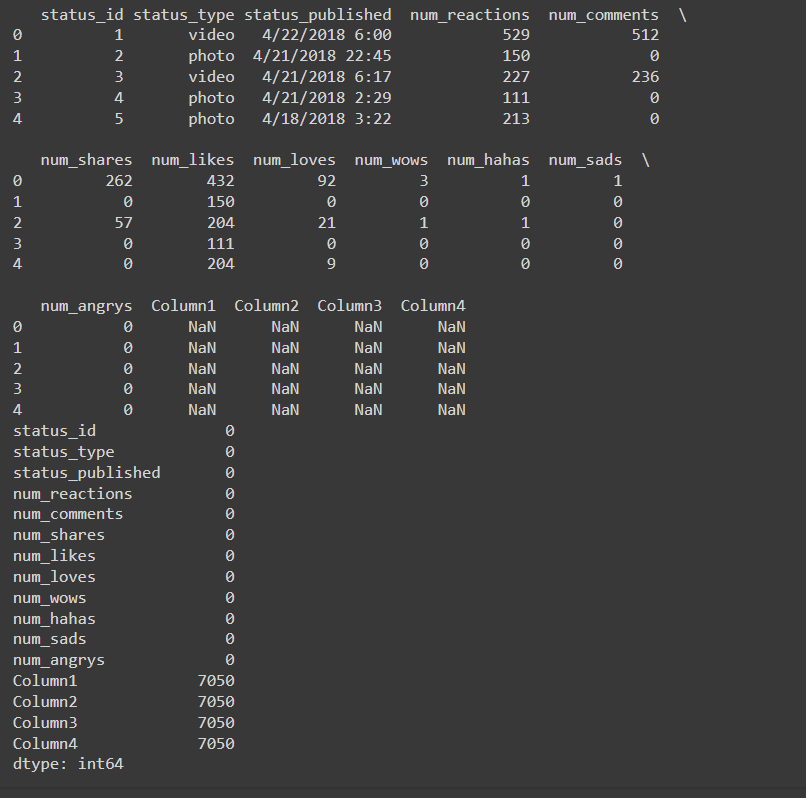 status_id status_type status_published  num_reactions  num_comments  \
0          1       video   4/22/2018 6:00            529           512
1          2       photo  4/21/2018 22:45            150             0
2          3       video   4/21/2018 6:17            227           236
3          4       photo   4/21/2018 2:29            111             0
4          5       photo   4/18/2018 3:22            213             0
   num_shares  num_likes  num_loves  num_wows  num_hahas  num_sads  \
0         262        432         92         3          1         1
1           0        150          0         0          0         0
2          57        204         21         1          1         0
3           0        111          0         0          0         0
4           0        204          9         0          0         0
   num_angrys  Column1  Column2  Column3  Column4
0           0      NaN      NaN      NaN      NaN
1           0      NaN      NaN      NaN      NaN
2           0      NaN      NaN      NaN      NaN
3           0      NaN      NaN      NaN      NaN
4           0      NaN      NaN      NaN      NaN
status_id              0
status_type            0
status_published       0
num_reactions          0
num_comments           0
num_shares             0
num_likes              0
num_loves              0
num_wows               0
num_hahas              0
num_sads               0
num_angrys             0
Column1             7050
Column2             7050
Column3             7050
Column4             7050
dtype: int64